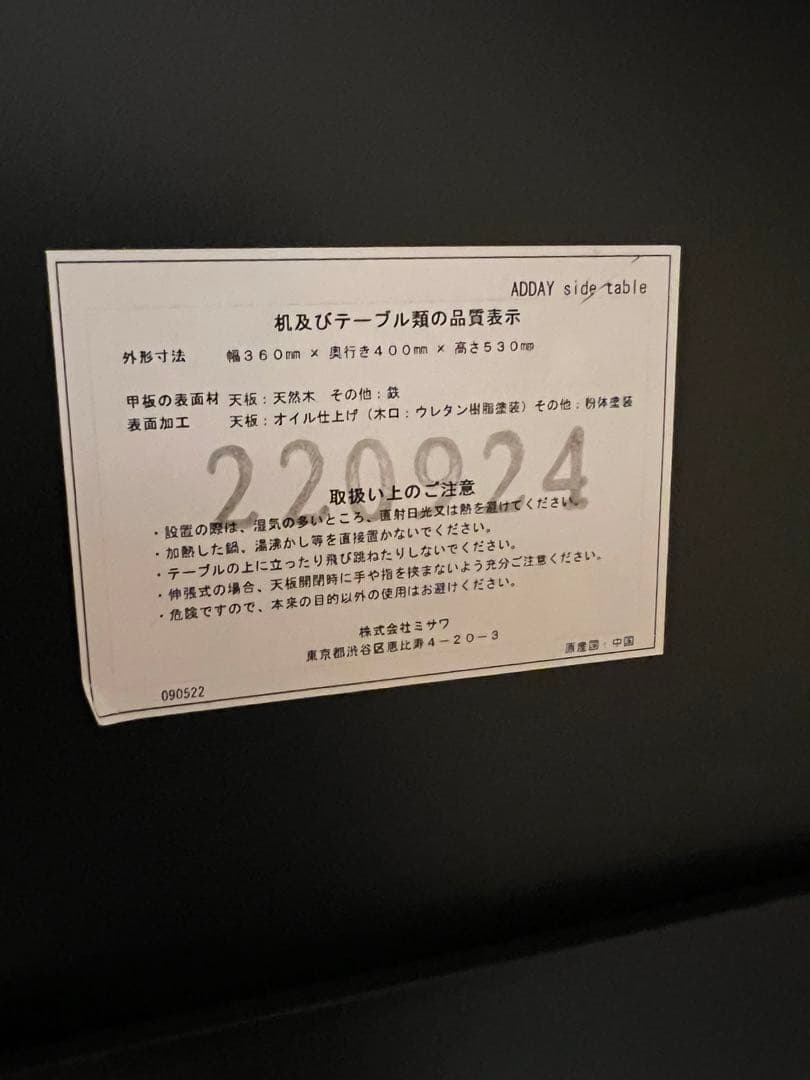 ADDAY side table
机及びテーブル類の品質表示
外形寸法 幅360mm × 奥行き400mm × 高さ530mm
甲板の表面材 天板:天然木 その他:鉄
表面加工 天板:オイル仕上げ(木口:ウレタン樹脂塗装)その他:粉体塗装
220924
取扱い上のご注意
・設置の際は、湿気の多いところ、直射日光又は熱を避けてください。
・加熱した鍋、湯沸かし等を直接置かないでください。
・テーブルの上に立ったり飛び跳ねたりしないでください。
・伸張式の場合、天板開閉時に手や指を挟まないよう充分ご注意ください。
・危険ですので、本来の目的以外の使用はお避けください。
株式会社ミサワ
東京都渋谷区恵比寿4-20-3
原産国:中国
090522